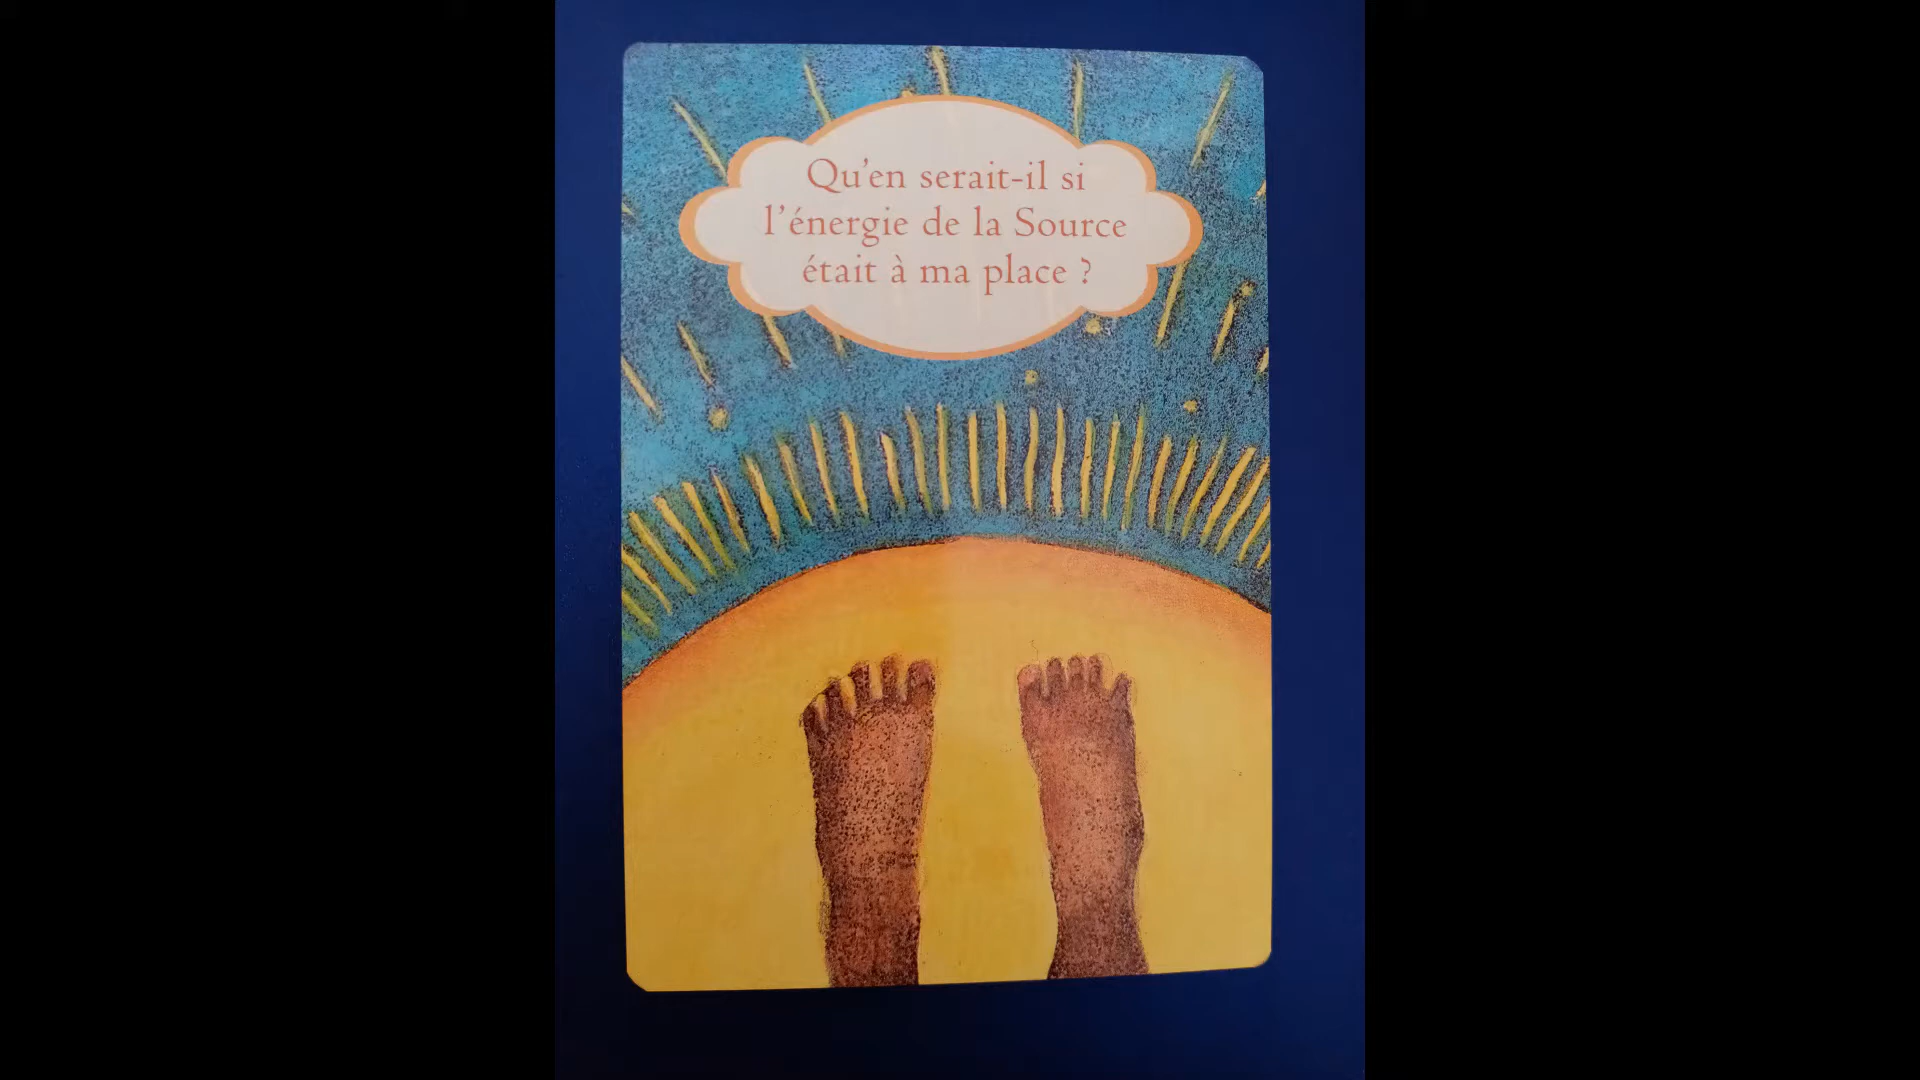 Qu'en serait-il si
l'énergie de la Source
était à ma place ?